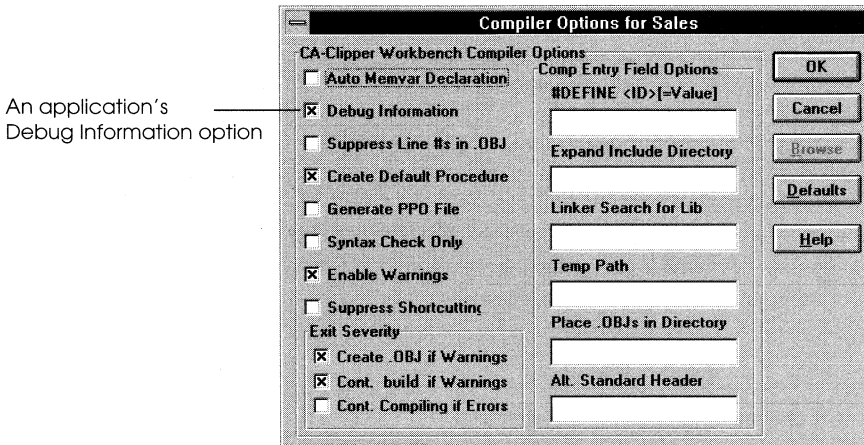 Compiler Options for Sales
An application's
Debug Information option
CA-Clipper Workbench Compiler Options
Auto Memvar Declaration
Debug Information
Suppress Line #s in .OBJ
Create Default Procedure
Generate PPO File
Syntax Check Only
Enable Warnings
Suppress Shortcutting
Exit Severity
Create .OBJ if Warnings
Cont. build if Warnings
Cont. Compiling if Errors
Comp Entry Field Options
#DEFINE <ID>[=Value]
Expand Include Directory
Linker Search for Lib
Temp Path
Place .OBJs in Directory
Alt. Standard Header
OK
Cancel
Browse
Defaults
Help